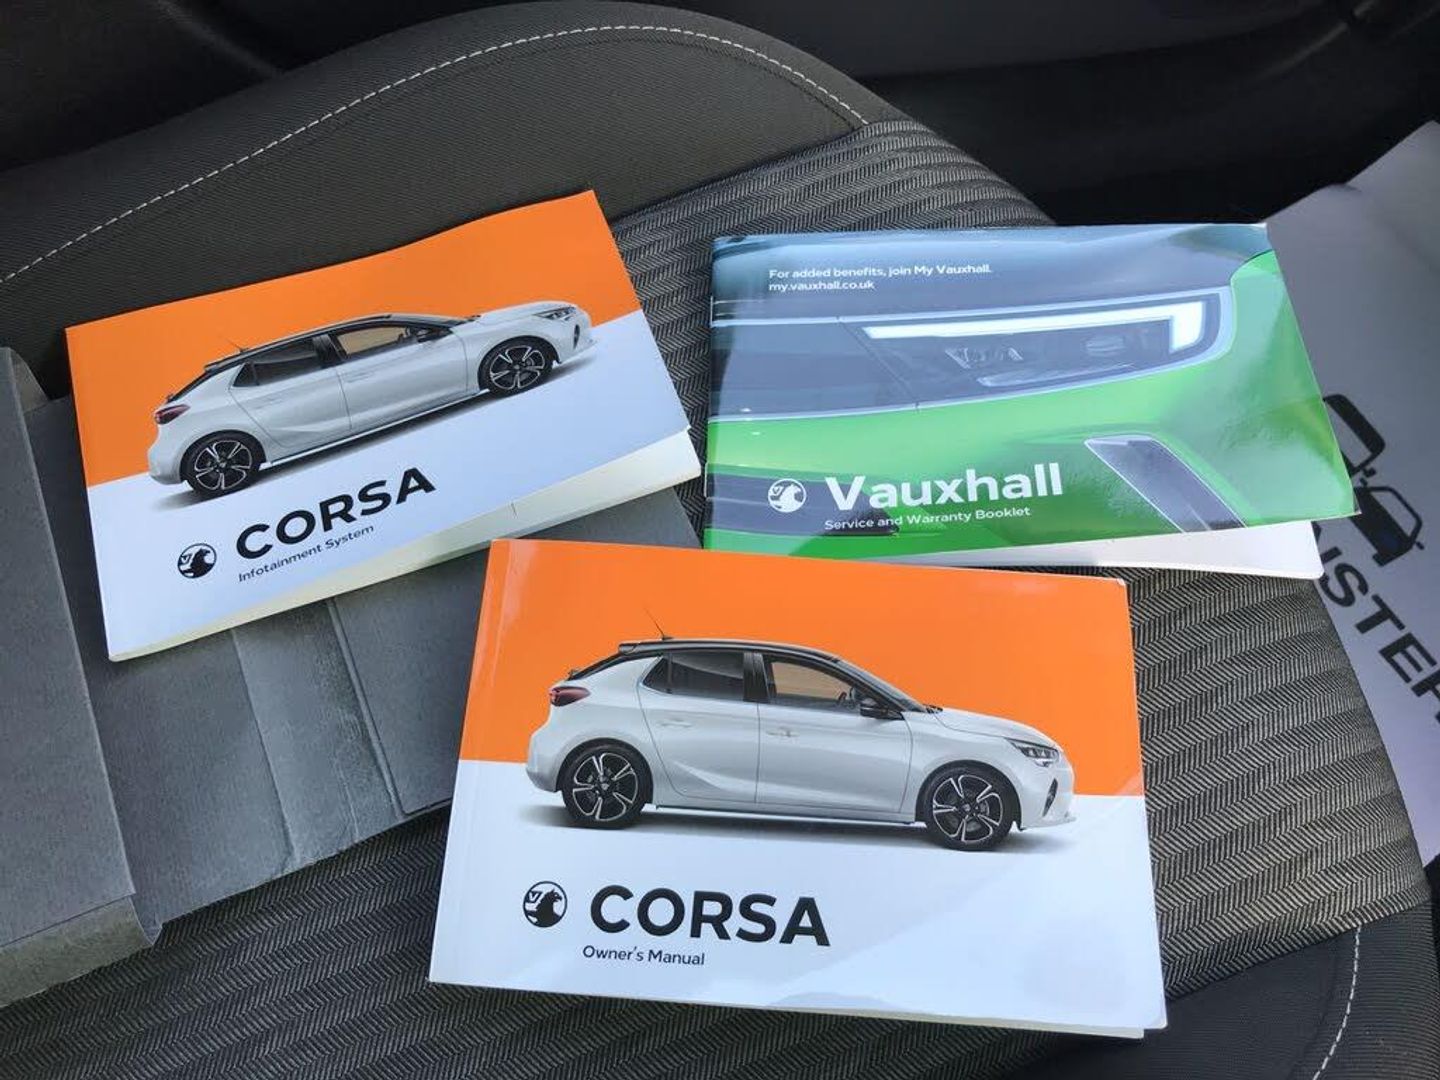 CORSA
Infotainment System
For added benefits, join My Vauxhall.
my.vauxhall.co.uk
Vauxhall
Service and Warranty Booklet
CORSA
Owner's Manual